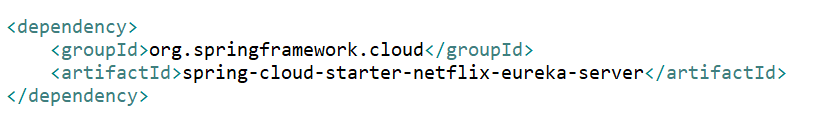 <dependency>
    <groupId>org.springframework.cloud</groupId>
    <artifactId>spring-cloud-starter-netflix-eureka-server</artifactId>
</dependency>